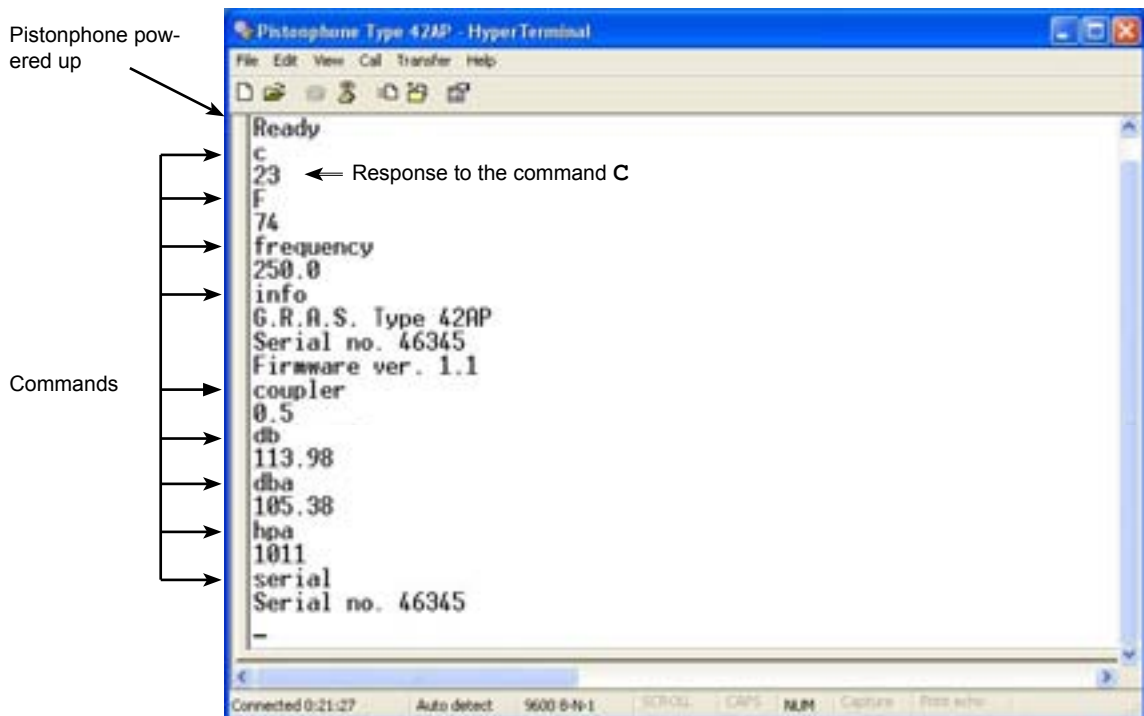 Pistonphone pow-
ered up
Commands
Pistonphone Type 42AP - HyperTerminal
File Edit View Call Transfer Help
Ready
c
23
Response to the command C
F
74
frequency
250.0
info
G.R.A.S. Type 42AP
Serial no. 46345
Firmware ver. 1.1
coupler
0.5
db
113.98
dba
105.38
hpa
1011
serial
Serial no. 46345
Connected 0:21:27 Auto detect 9600 8-N-1 SCROLL CAPS NUM Capture Print echo